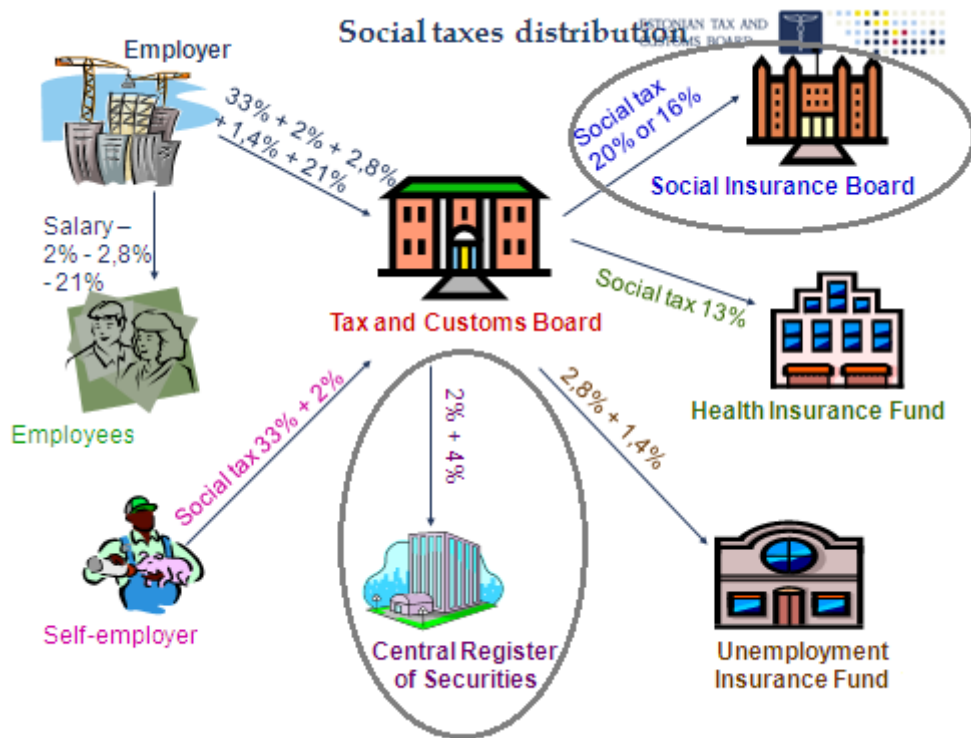 Social taxes distribution
ESTONIAN TAX AND
CUSTOMS BOARD
Employer
33% + 2% + 2,8%
+ 1,4% + 21%
Social tax
20% or 16%
Social Insurance Board
Salary –
2% - 2,8%
- 21%
Social tax 13%
Tax and Customs Board
Health Insurance Fund
Employees
Social tax 33% + 2%
2% + 4%
2,8% + 1,4%
Self-employer
Central Register
of Securities
Unemployment
Insurance Fund